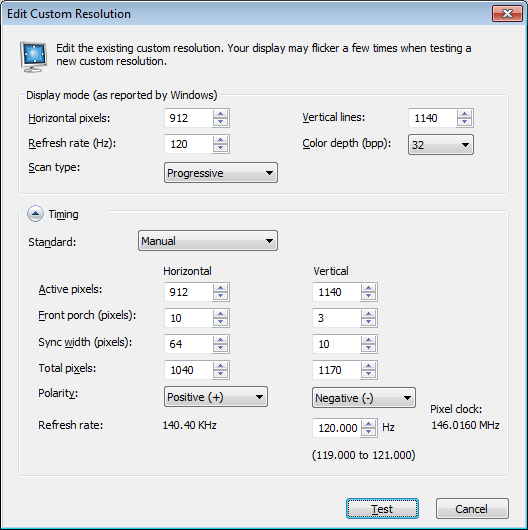 Edit Custom Resolution
Edit the existing custom resolution. Your display may flicker a few times when testing a
new custom resolution.
Display mode (as reported by Windows)
Horizontal pixels: 912 Vertical lines: 1140
Refresh rate (Hz): 120 Color depth (bpp): 32
Scan type: Progressive
Timing
Standard: Manual
Horizontal Vertical
Active pixels: 912 1140
Front porch (pixels): 10 3
Sync width (pixels): 64 10
Total pixels: 1040 1170
Polarity: Positive (+) Negative (-)
Pixel clock:
Refresh rate: 140.40 KHz 120.000 Hz 146.0160 MHz
(119.000 to 121.000)
Test Cancel